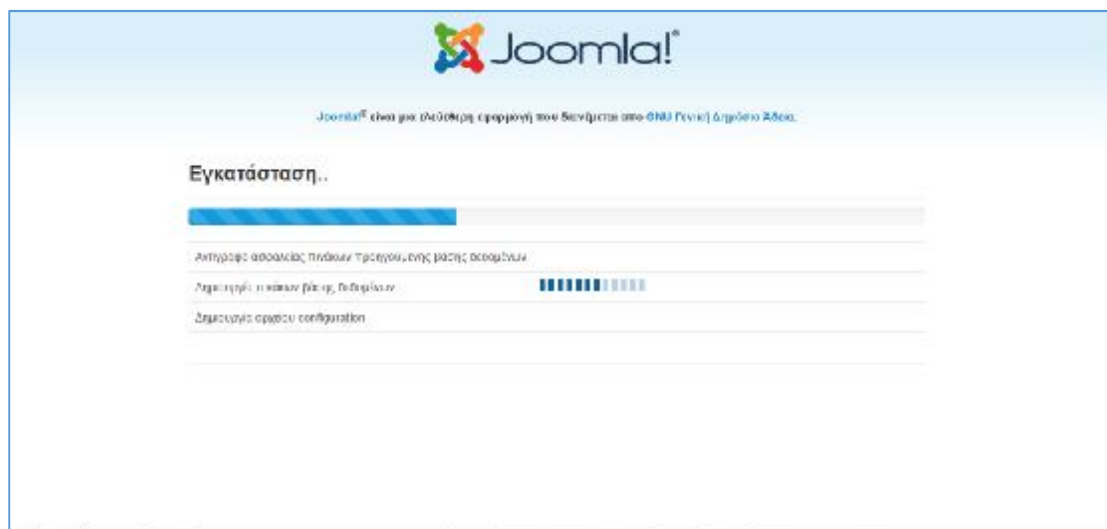 Joomla!®
Joomla!® είναι μια ελεύθερη εφαρμογή που διανέμεται απο GNU Γενική Δημόσια Άδεια.
Εγκατάσταση..
Αντίγραφο ασφαλείας πινάκων προηγούμενης βάσης δεδομένων
Δημιουργία πινάκων βάσης δεδομένων
Δημιουργία αρχείου configuration